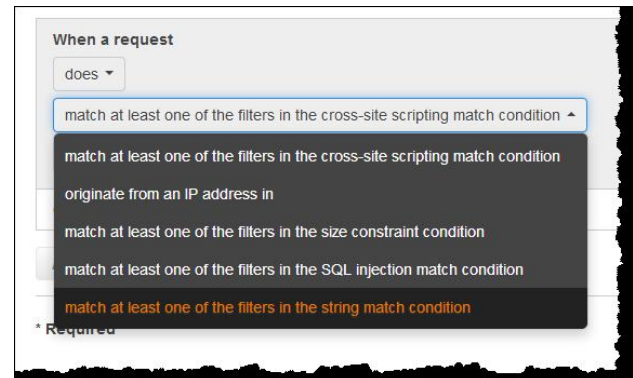 When a request
does
match at least one of the filters in the cross-site scripting match condition
match at least one of the filters in the cross-site scripting match condition
originate from an IP address in
match at least one of the filters in the size constraint condition
match at least one of the filters in the SQL injection match condition
match at least one of the filters in the string match condition
* Required